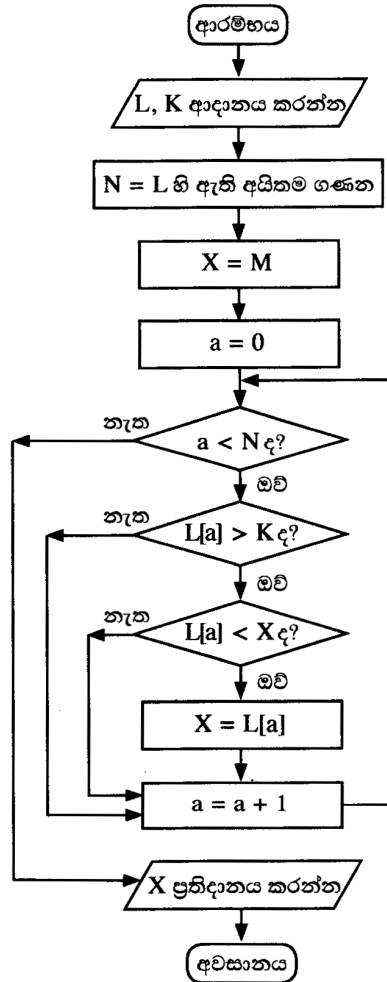 ආරම්භය
L, K ආදානය කරන්න
N = L හි ඇති අයිතම ගණන
X = M
a = 0
නැත
a < N ද?
ඔව්
නැත
L[a] > K ද?
ඔව්
නැත
L[a] < X ද?
ඔව්
X = L[a]
a = a + 1
X ප්‍රතිදානය කරන්න
අවසානය